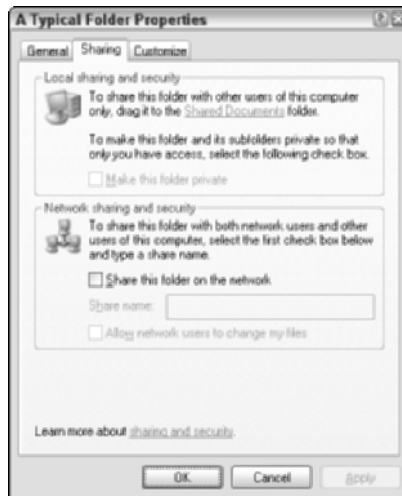 A Typical Folder Properties
General Sharing Customize
Local sharing and security
To share this folder with other users of this computer
only, drag it to the Shared Documents folder.
To make this folder and its subfolders private so that
only you have access, select the following check box.
Make this folder private
Network sharing and security
To share this folder with both network users and other
users of this computer, select the first check box below
and type a share name.
Share this folder on the network
Share name:
Allow network users to change my files
Learn more about sharing and security.
OK Cancel Apply